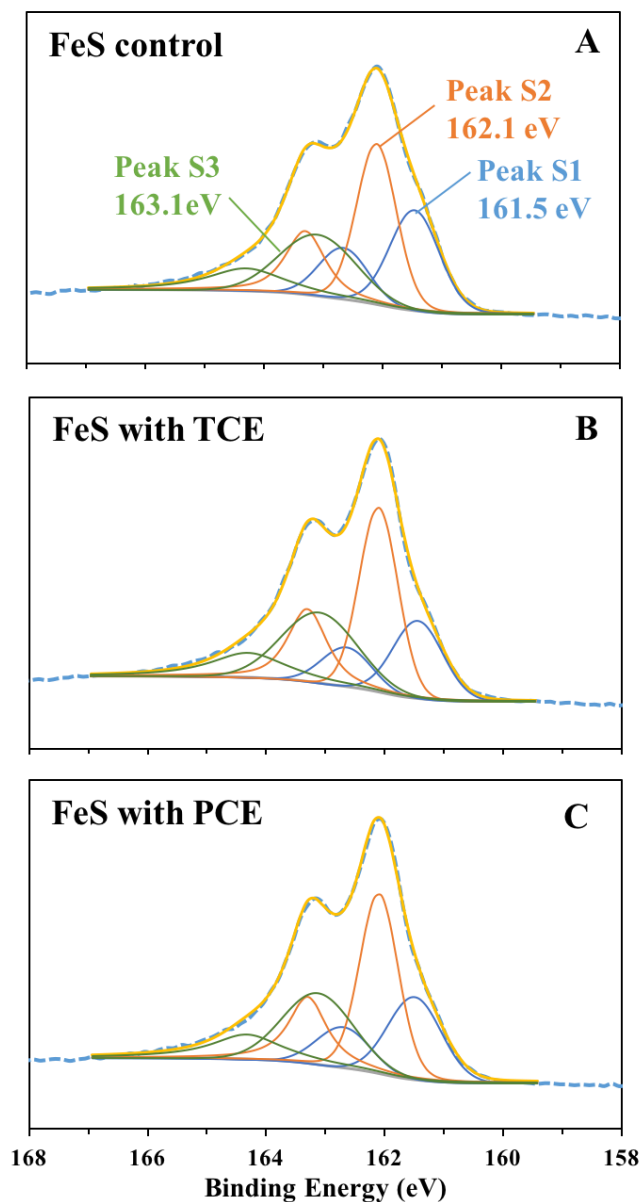 FeS control
A
Peak S2
162.1 eV
Peak S3
163.1eV
Peak S1
161.5 eV
FeS with TCE
B
FeS with PCE
C
168 166 164 162 160 158
Binding Energy (eV)